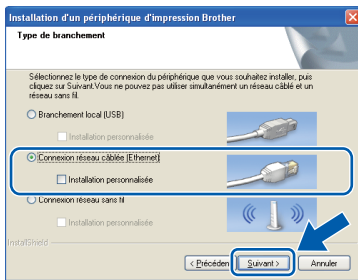 Installation d'un périphérique d'impression Brother
Type de branchement
Sélectionnez le type de connexion du périphérique que vous souhaitez installer, puis
cliquez sur Suivant.Vous ne pouvez pas utiliser simultanément un réseau câblé et un
réseau sans fil.
Branchement local (USB)
Installation personnalisée
Connexion réseau câblée (Ethernet)
Installation personnalisée
Connexion réseau sans fil
Installation personnalisée
InstallShield
< Précéden Suivant > Annuler